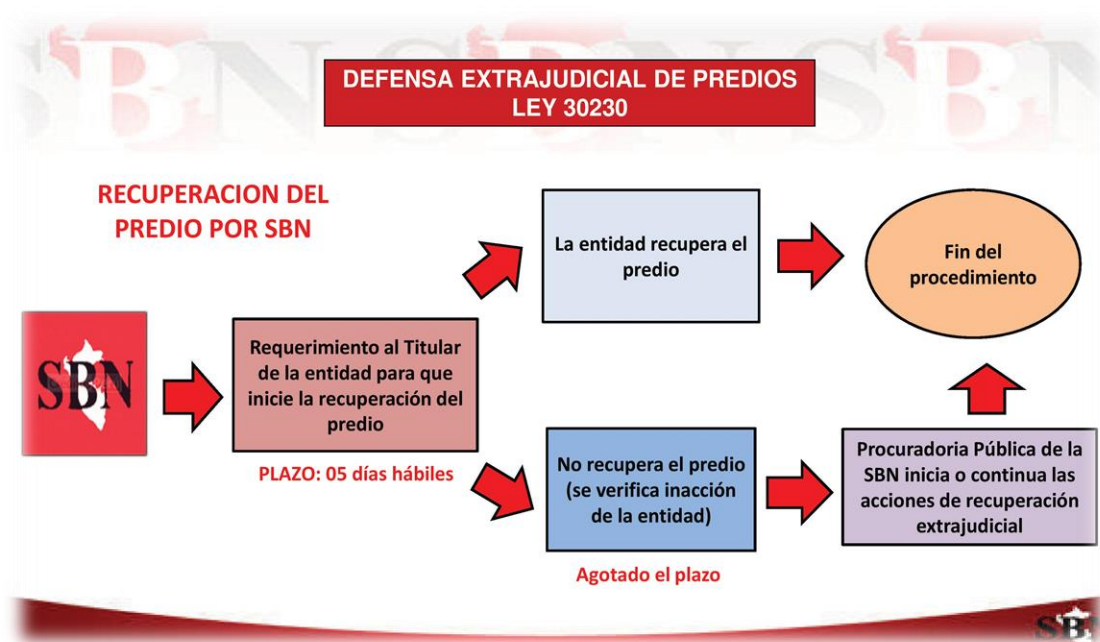 SBNSBNSBN
DEFENSA EXTRAJUDICIAL DE PREDIOS
LEY 30230
RECUPERACION DEL
PREDIO POR SBN
SBN
Requerimiento al Titular
de la entidad para que
inicie la recuperación del
predio
PLAZO: 05 días hábiles
La entidad recupera el
predio
Fin del
procedimiento
No recupera el predio
(se verifica inacción
de la entidad)
Agotado el plazo
Procuradoria Pública de la
SBN inicia o continua las
acciones de recuperación
extrajudicial
SBN